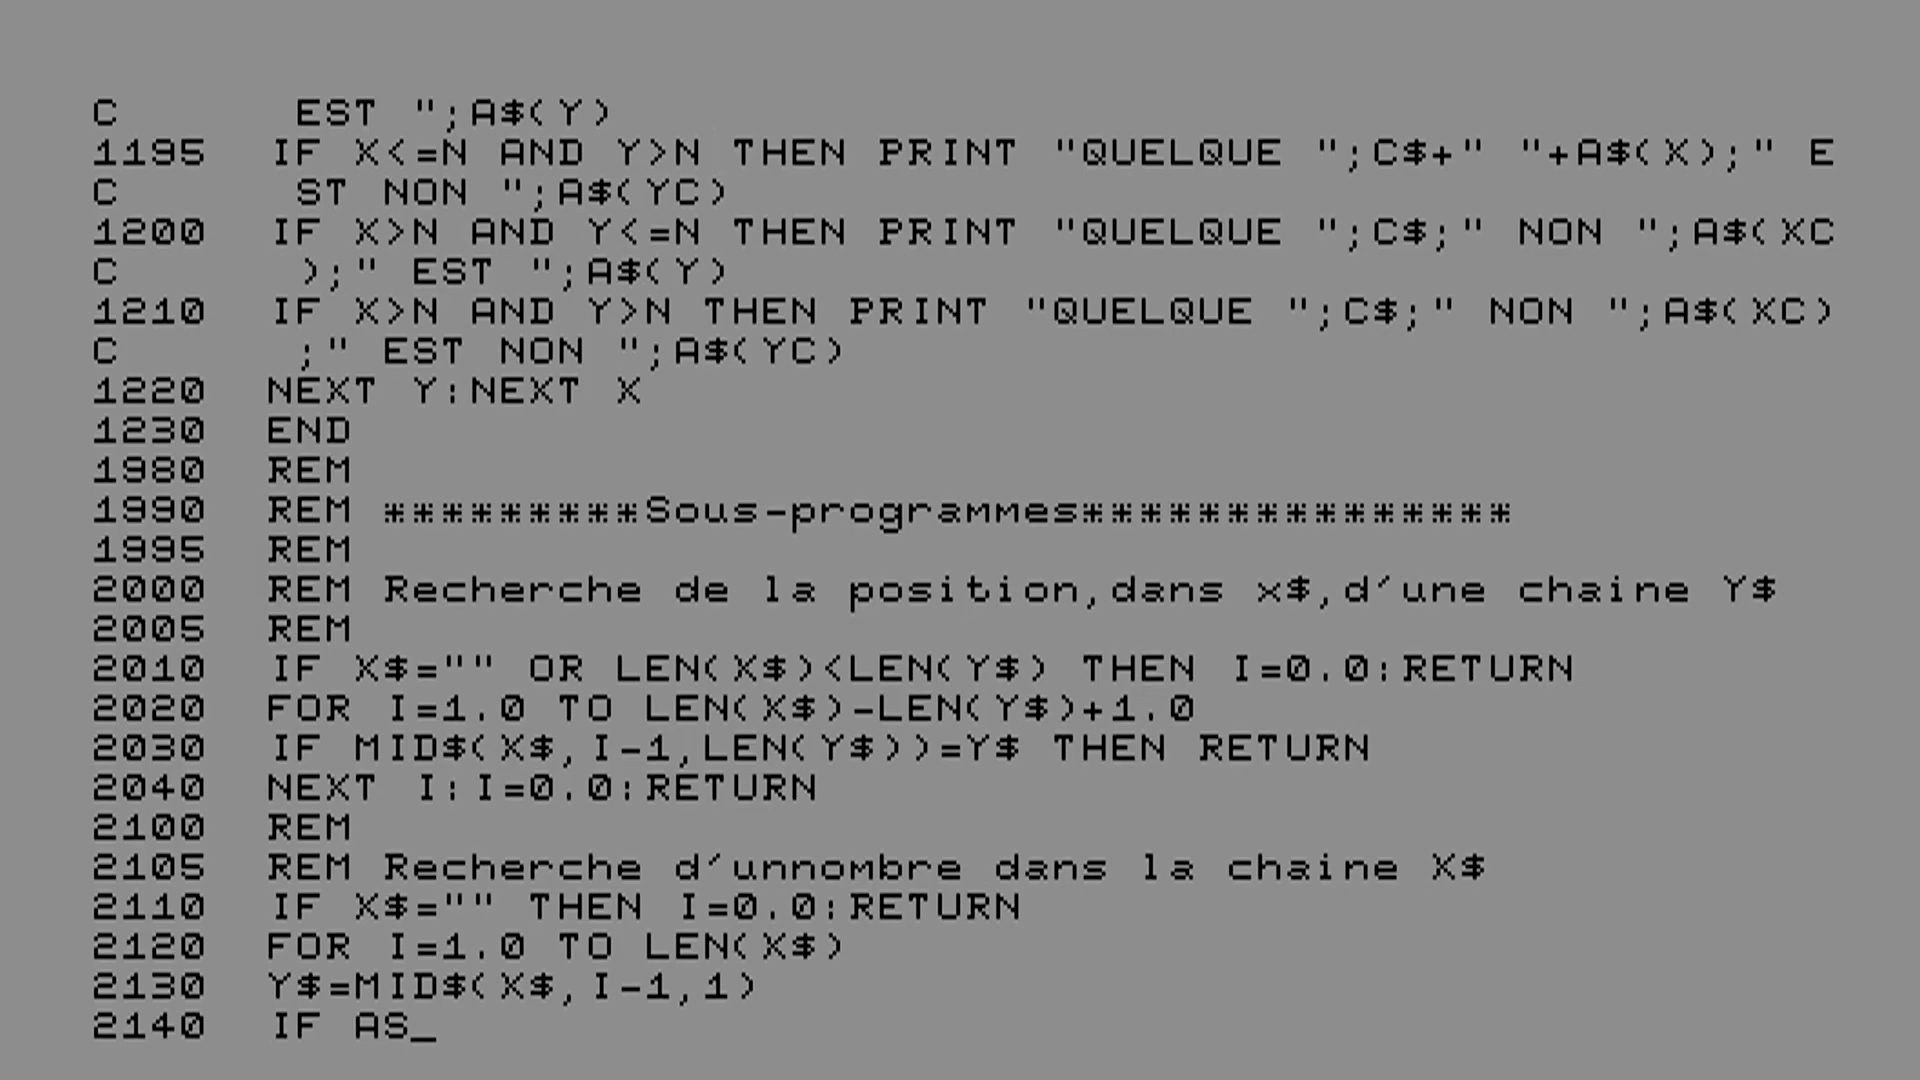 C      EST ";A$(Y)
1195  IF X<=N AND Y>N THEN PRINT "QUELQUE ";C$+" "+A$(X);" E
C      ST NON ";A$(YC)
1200  IF X>N AND Y<=N THEN PRINT "QUELQUE ";C$;" NON ";A$(XC
C      );" EST ";A$(Y)
1210  IF X>N AND Y>N THEN PRINT "QUELQUE ";C$;" NON ";A$(XC)
C      ;" EST NON ";A$(YC)
1220  NEXT Y:NEXT X
1230  END
1980  REM
1990  REM *********Sous-programmes***************
1995  REM
2000  REM Recherche de la position,dans x$,d'une chaine Y$
2005  REM
2010  IF X$="" OR LEN(X$)<LEN(Y$) THEN I=0.0:RETURN
2020  FOR I=1.0 TO LEN(X$)-LEN(Y$)+1.0
2030  IF MID$(X$,I-1,LEN(Y$))=Y$ THEN RETURN
2040  NEXT I:I=0.0:RETURN
2100  REM
2105  REM Recherche d'unnombre dans la chaine X$
2110  IF X$="" THEN I=0.0:RETURN
2120  FOR I=1.0 TO LEN(X$)
2130  Y$=MID$(X$,I-1,1)
2140  IF AS_